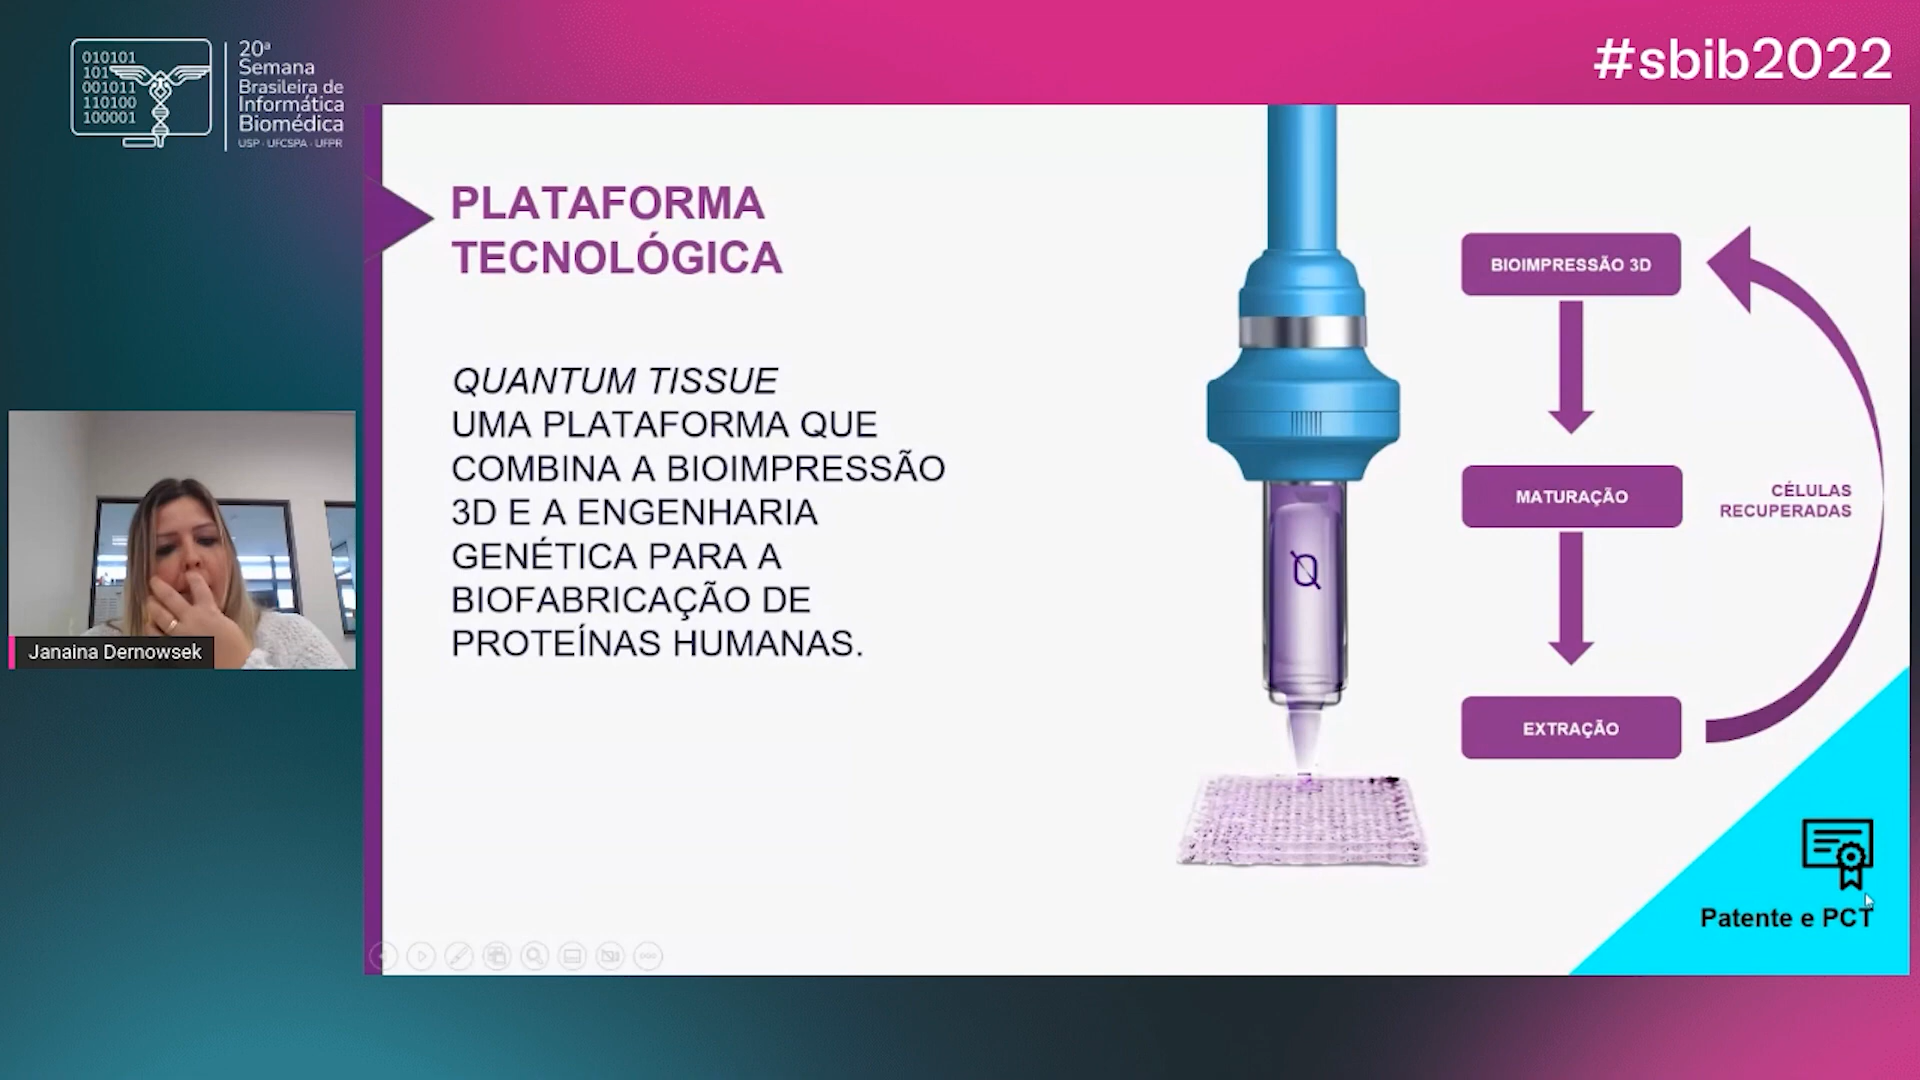 010101
101
001011
110100
100001
20ª
Semana
Brasileira de
Informática
Biomédica
USP · UFCSPA · UFPR
#sbib2022
PLATAFORMA
TECNOLÓGICA
QUANTUM TISSUE
UMA PLATAFORMA QUE
COMBINA A BIOIMPRESSÃO
3D E A ENGENHARIA
GENÉTICA PARA A
BIOFABRICAÇÃO DE
PROTEÍNAS HUMANAS.
Q
BIOIMPRESSÃO 3D
MATURAÇÃO
CÉLULAS
RECUPERADAS
EXTRAÇÃO
Patente e PCT
Janaina Dernowsek